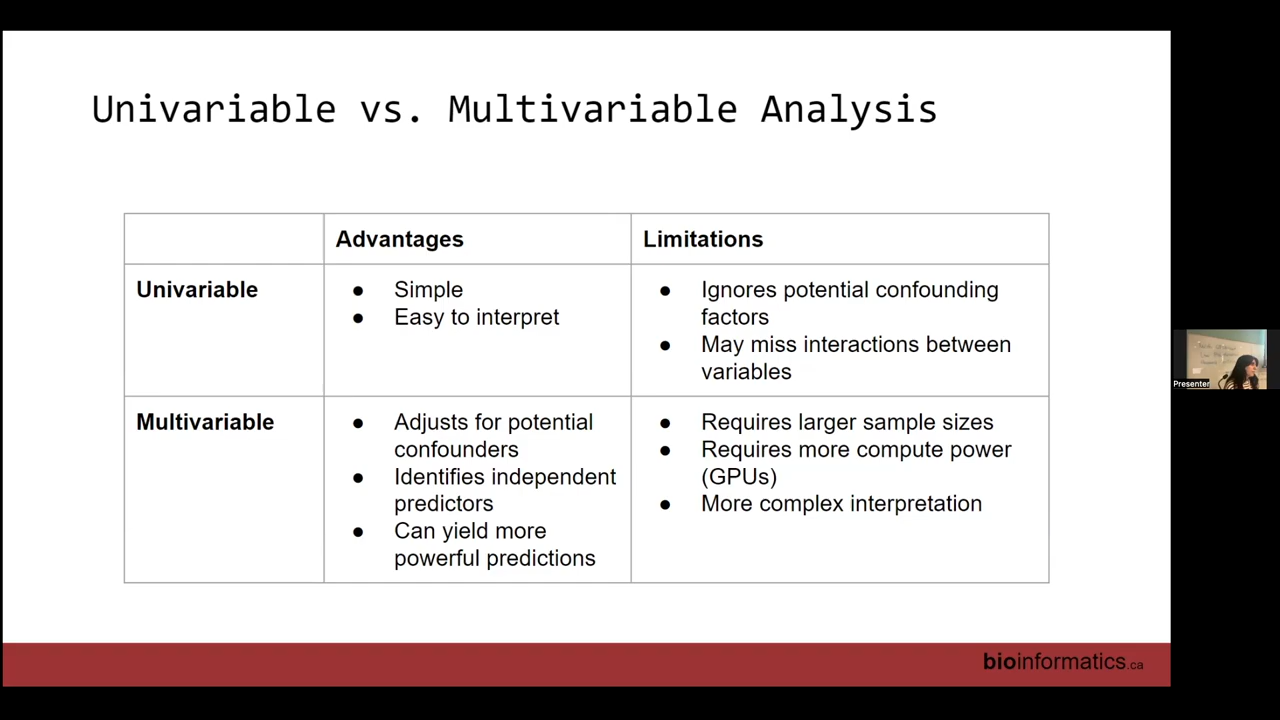 Univariable vs. Multivariable Analysis
Advantages
Limitations
Univariable
● Simple
● Easy to interpret
● Ignores potential confounding
factors
● May miss interactions between
variables
Multivariable
● Adjusts for potential
confounders
● Identifies independent
predictors
● Can yield more
powerful predictions
● Requires larger sample sizes
● Requires more compute power
(GPUs)
● More complex interpretation
bioinformatics.ca
Presenter